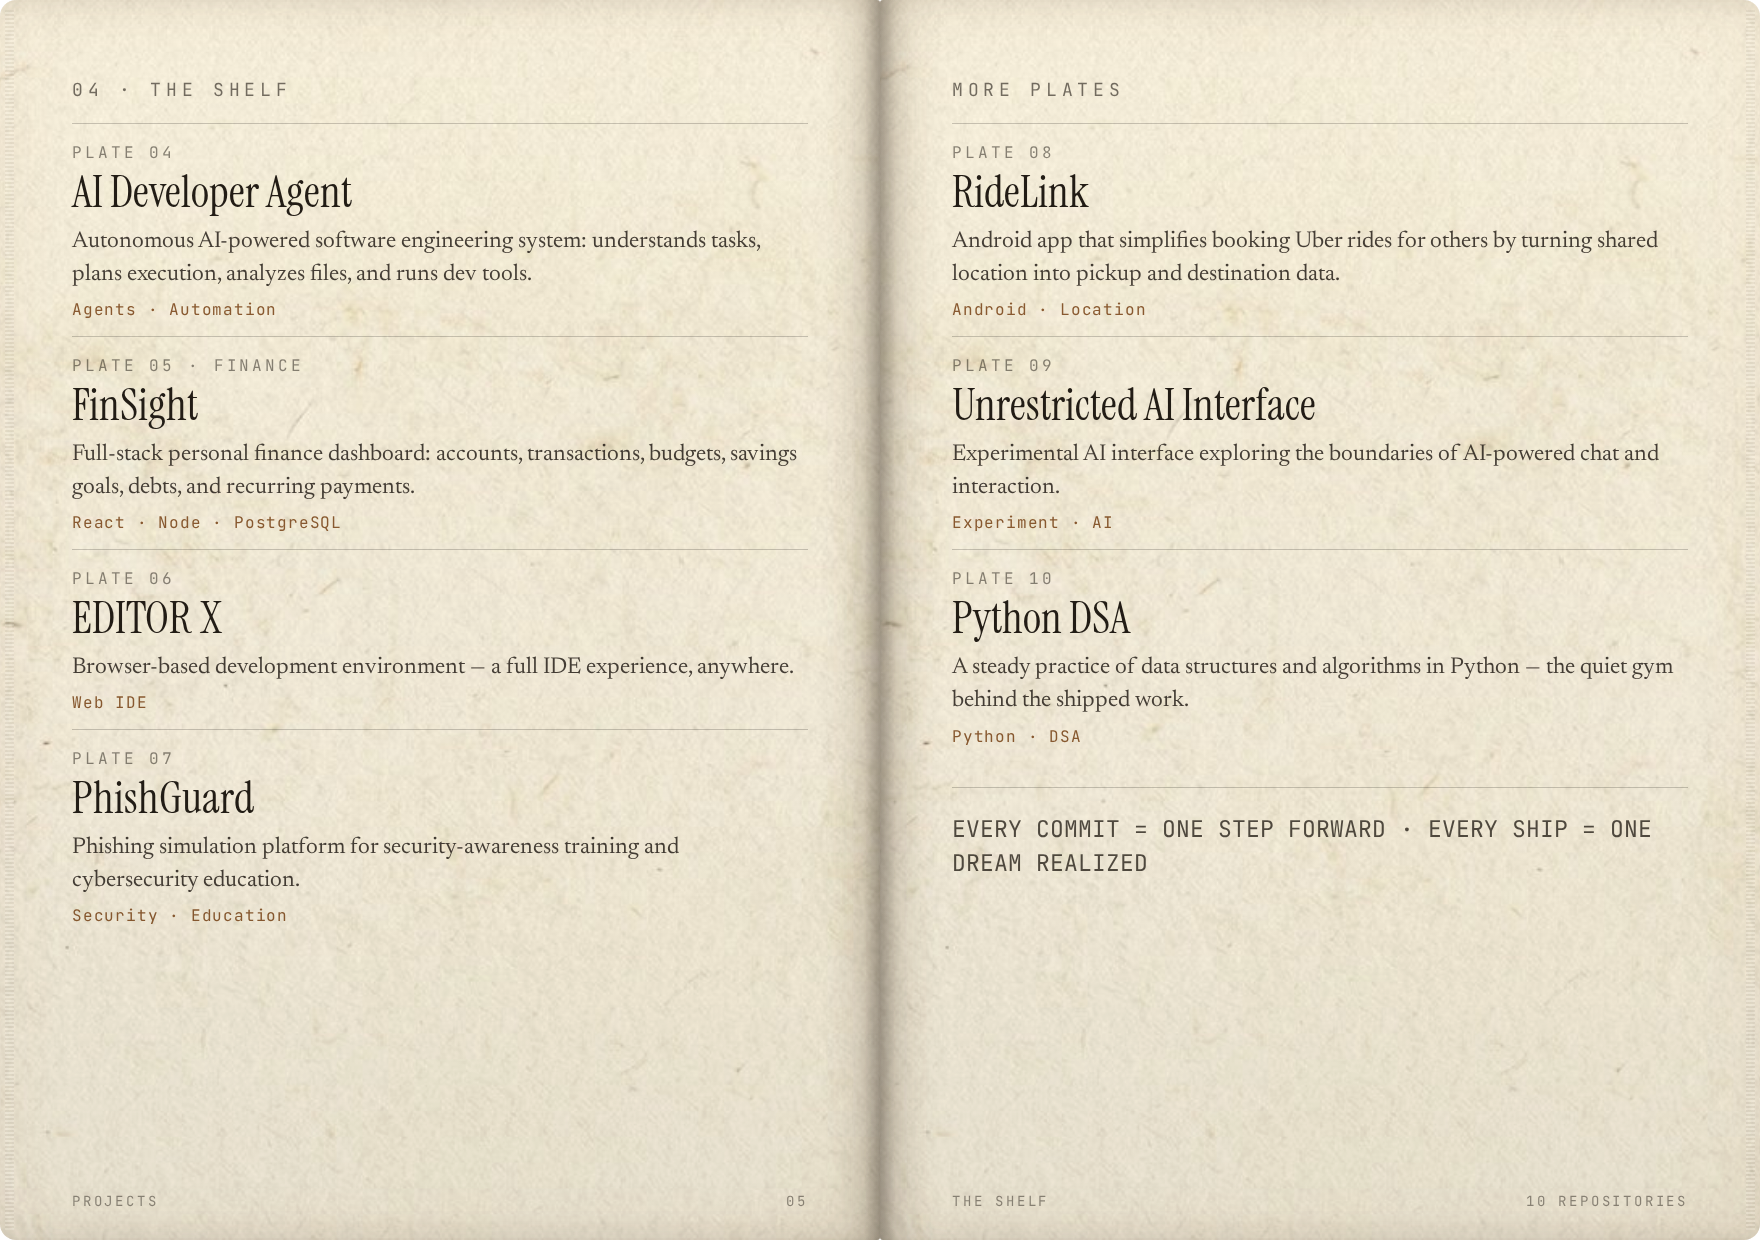 04 · THE SHELF
PLATE 04
AI Developer Agent
Autonomous AI-powered software engineering system: understands tasks,
plans execution, analyzes files, and runs dev tools.
Agents · Automation
PLATE 05 · FINANCE
FinSight
Full-stack personal finance dashboard: accounts, transactions, budgets, savings
goals, debts, and recurring payments.
React · Node · PostgreSQL
PLATE 06
EDITOR X
Browser-based development environment — a full IDE experience, anywhere.
Web IDE
PLATE 07
PhishGuard
Phishing simulation platform for security-awareness training and
cybersecurity education.
Security · Education
PROJECTS
05
MORE PLATES
PLATE 08
RideLink
Android app that simplifies booking Uber rides for others by turning shared
location into pickup and destination data.
Android · Location
PLATE 09
Unrestricted AI Interface
Experimental AI interface exploring the boundaries of AI-powered chat and
interaction.
Experiment · AI
PLATE 10
Python DSA
A steady practice of data structures and algorithms in Python — the quiet gym
behind the shipped work.
Python · DSA
EVERY COMMIT = ONE STEP FORWARD · EVERY SHIP = ONE
DREAM REALIZED
THE SHELF
10 REPOSITORIES